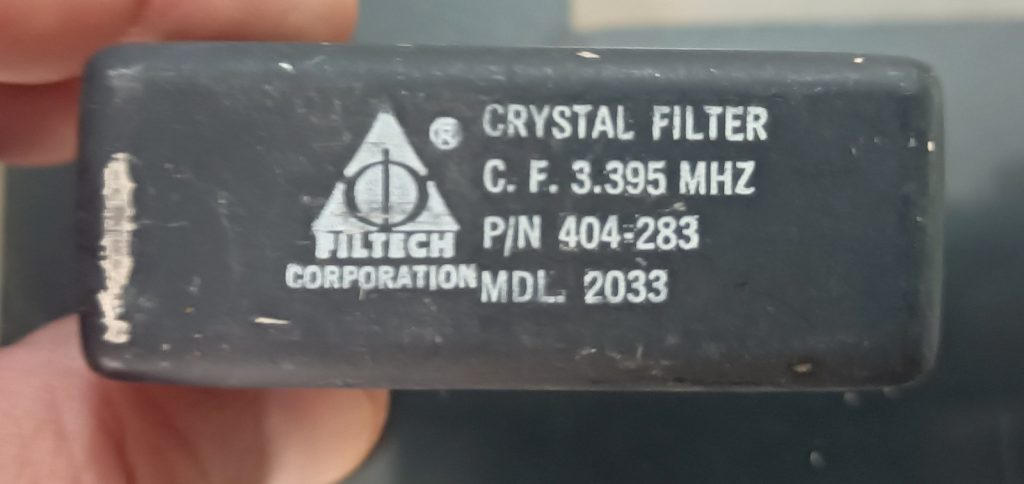 ®
CRYSTAL FILTER
C. F. 3.395 MHZ
P/N 404-283
MDL. 2033
FILTECH
CORPORATION